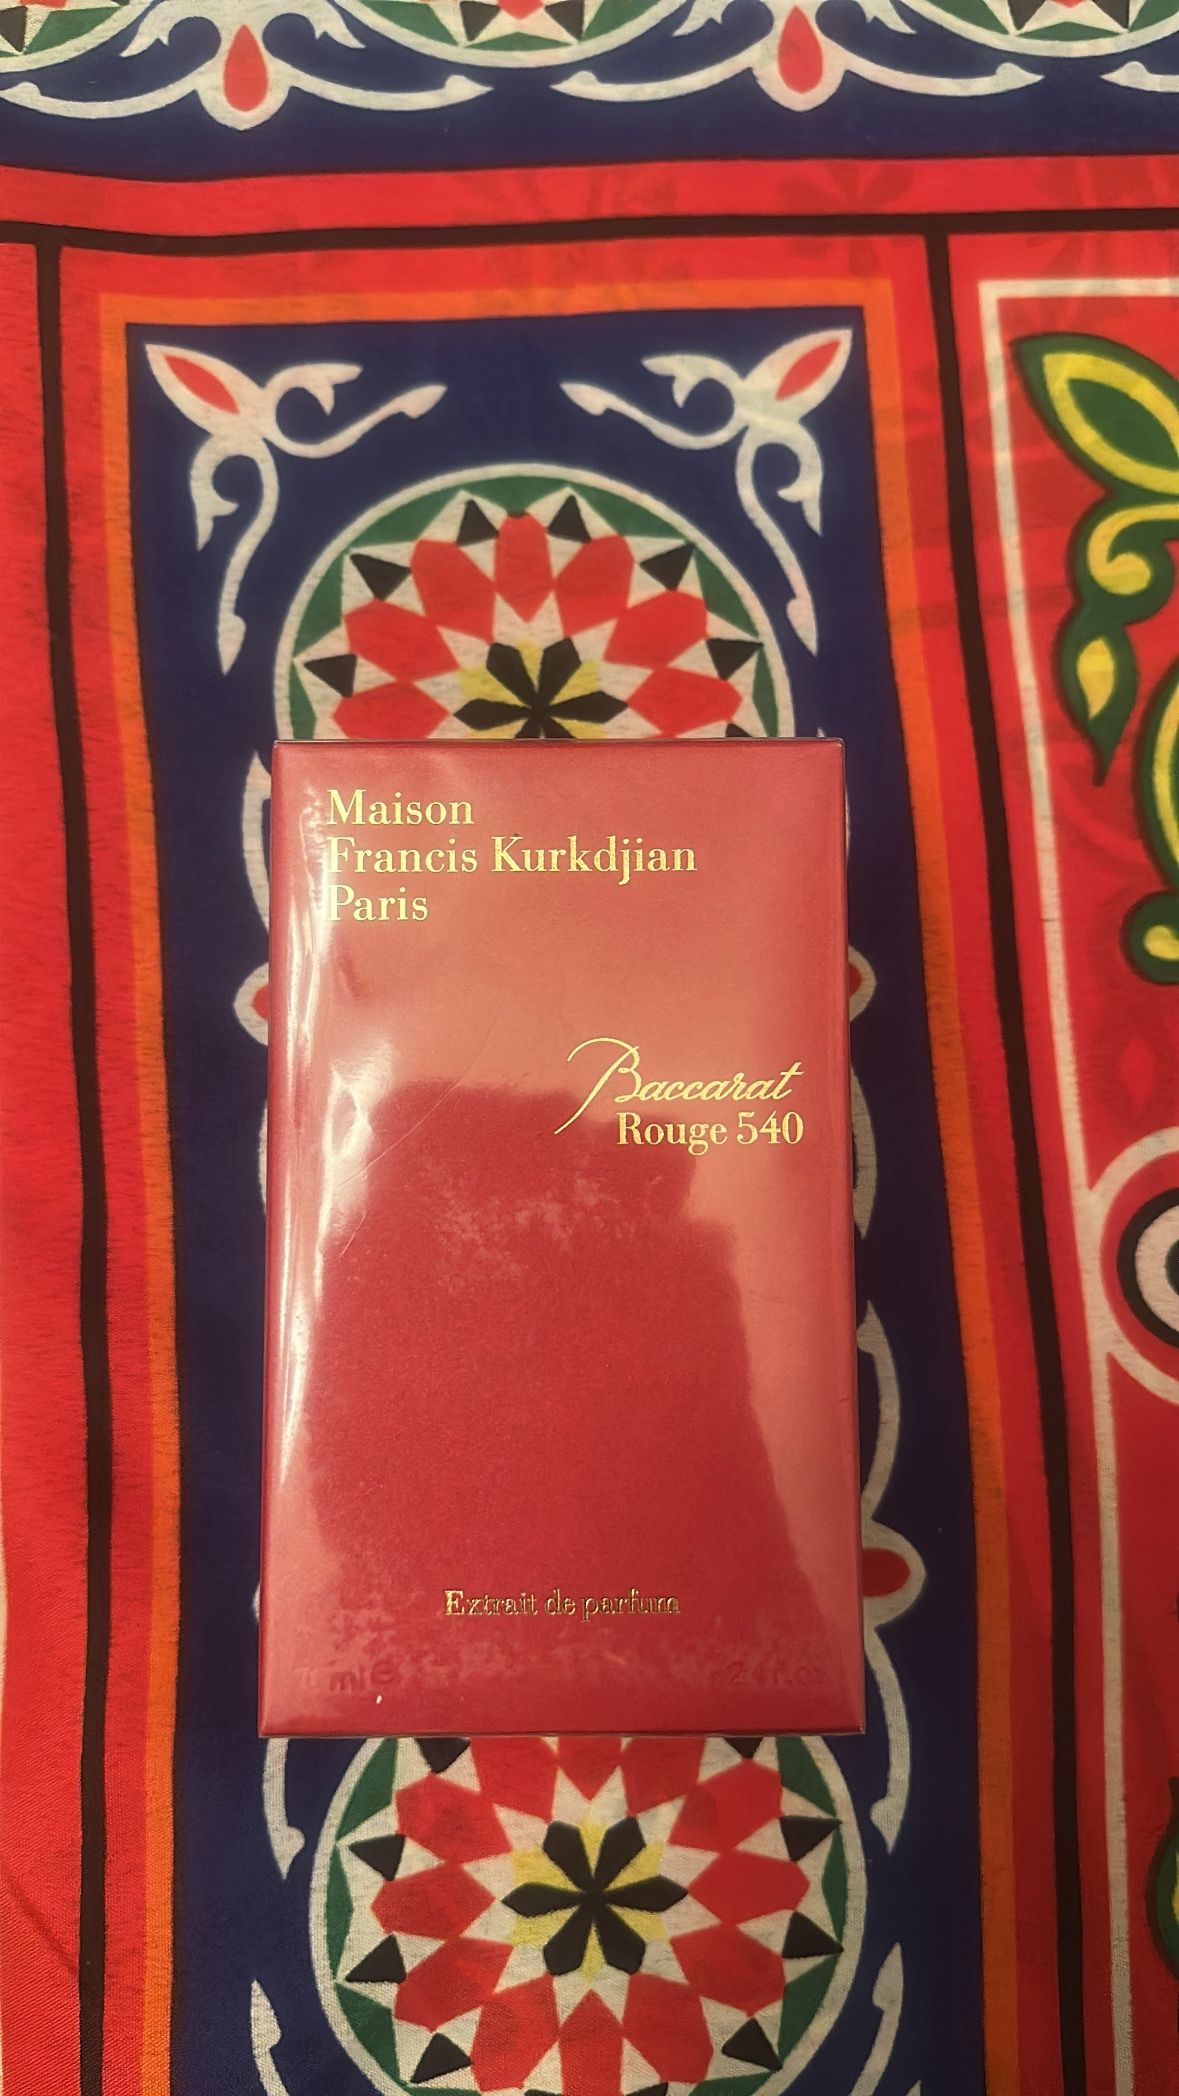 Maison
Francis Kurkdjian
Paris
Baccarat
Rouge 540
Extrait de parfum